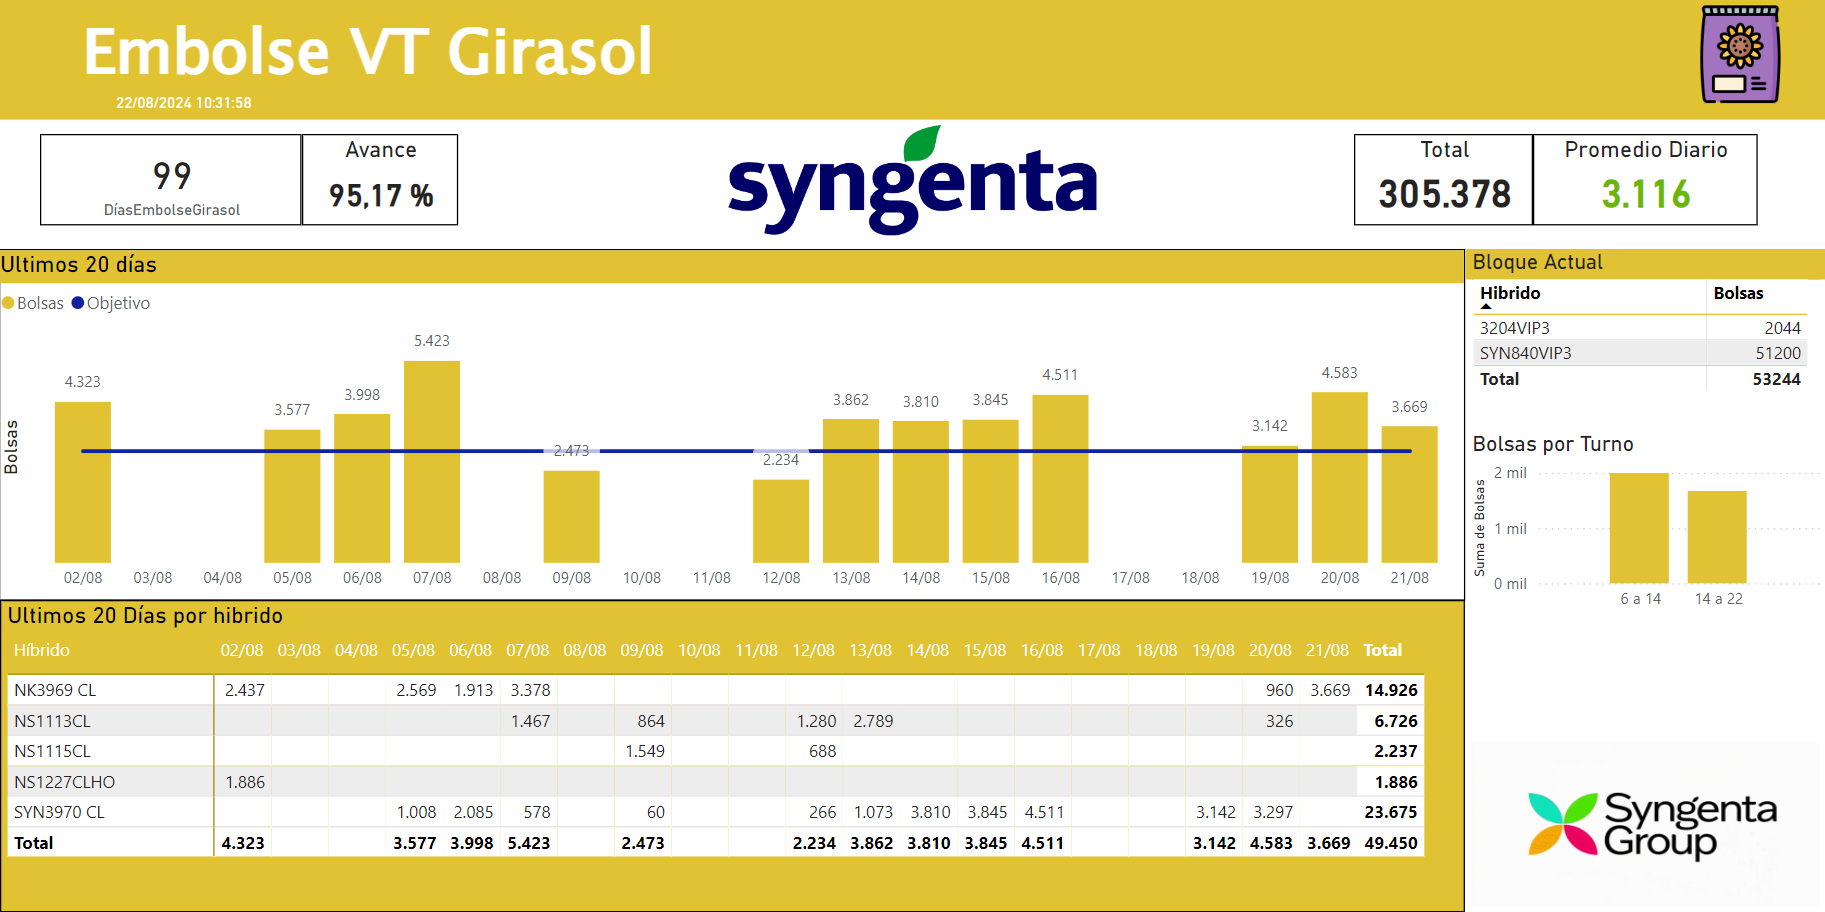 Embolse VT Girasol
22/08/2024 10:31:58
99
DíasEmbolseGirasol
Avance
95,17 %
syngenta
Total
305.378
Promedio Diario
3.116
Ultimos 20 días
Bolsas Objetivo
Bolsas
4.323 3.577 3.998 5.423 2.473 2.234 3.862 3.810 3.845 4.511 3.142 4.583 3.669
02/08 03/08 04/08 05/08 06/08 07/08 08/08 09/08 10/08 11/08 12/08 13/08 14/08 15/08 16/08 17/08 18/08 19/08 20/08 21/08
Bloque Actual
Hibrido Bolsas
3204VIP3 2044
SYN840VIP3 51200
Total 53244
Bolsas por Turno
Suma de Bolsas
2 mil
1 mil
0 mil
6 a 14 14 a 22
Ultimos 20 Días por hibrido
Híbrido 02/08 03/08 04/08 05/08 06/08 07/08 08/08 09/08 10/08 11/08 12/08 13/08 14/08 15/08 16/08 17/08 18/08 19/08 20/08 21/08 Total
NK3969 CL 2.437 2.569 1.913 3.378 960 3.669 14.926
NS1113CL 1.467 864 1.280 2.789 326 6.726
NS1115CL 1.549 688 2.237
NS1227CLHO 1.886 1.886
SYN3970 CL 1.008 2.085 578 60 266 1.073 3.810 3.845 4.511 3.142 3.297 23.675
Total 4.323 3.577 3.998 5.423 2.473 2.234 3.862 3.810 3.845 4.511 3.142 4.583 3.669 49.450
Syngenta
Group